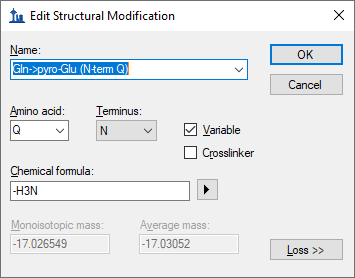 Edit Structural Modification
Name:
Gln->pyro-Glu (N-term Q)
OK
Cancel
Amino acid:
Terminus:
Q
N
Variable
Crosslinker
Chemical formula:
-H3N
Monoisotopic mass:
Average mass:
-17.026549
-17.03052
Loss >>